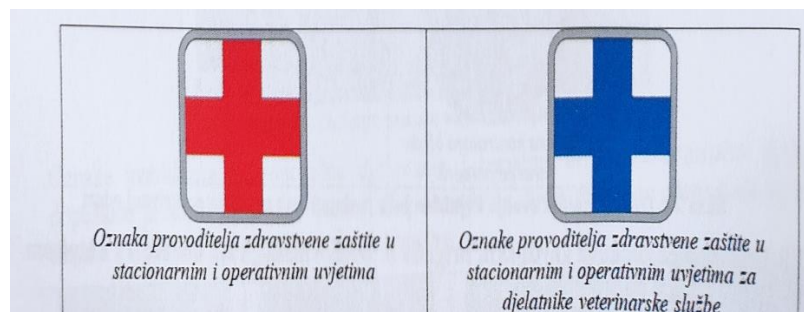 Oznaka provoditelja zdravstvene zaštite u
stacionarnim i operativnim uvjetima
Oznake provoditelja zdravstvene zaštite u
stacionarnim i operativnim uvjetima za
djelatnike veterinarske službe